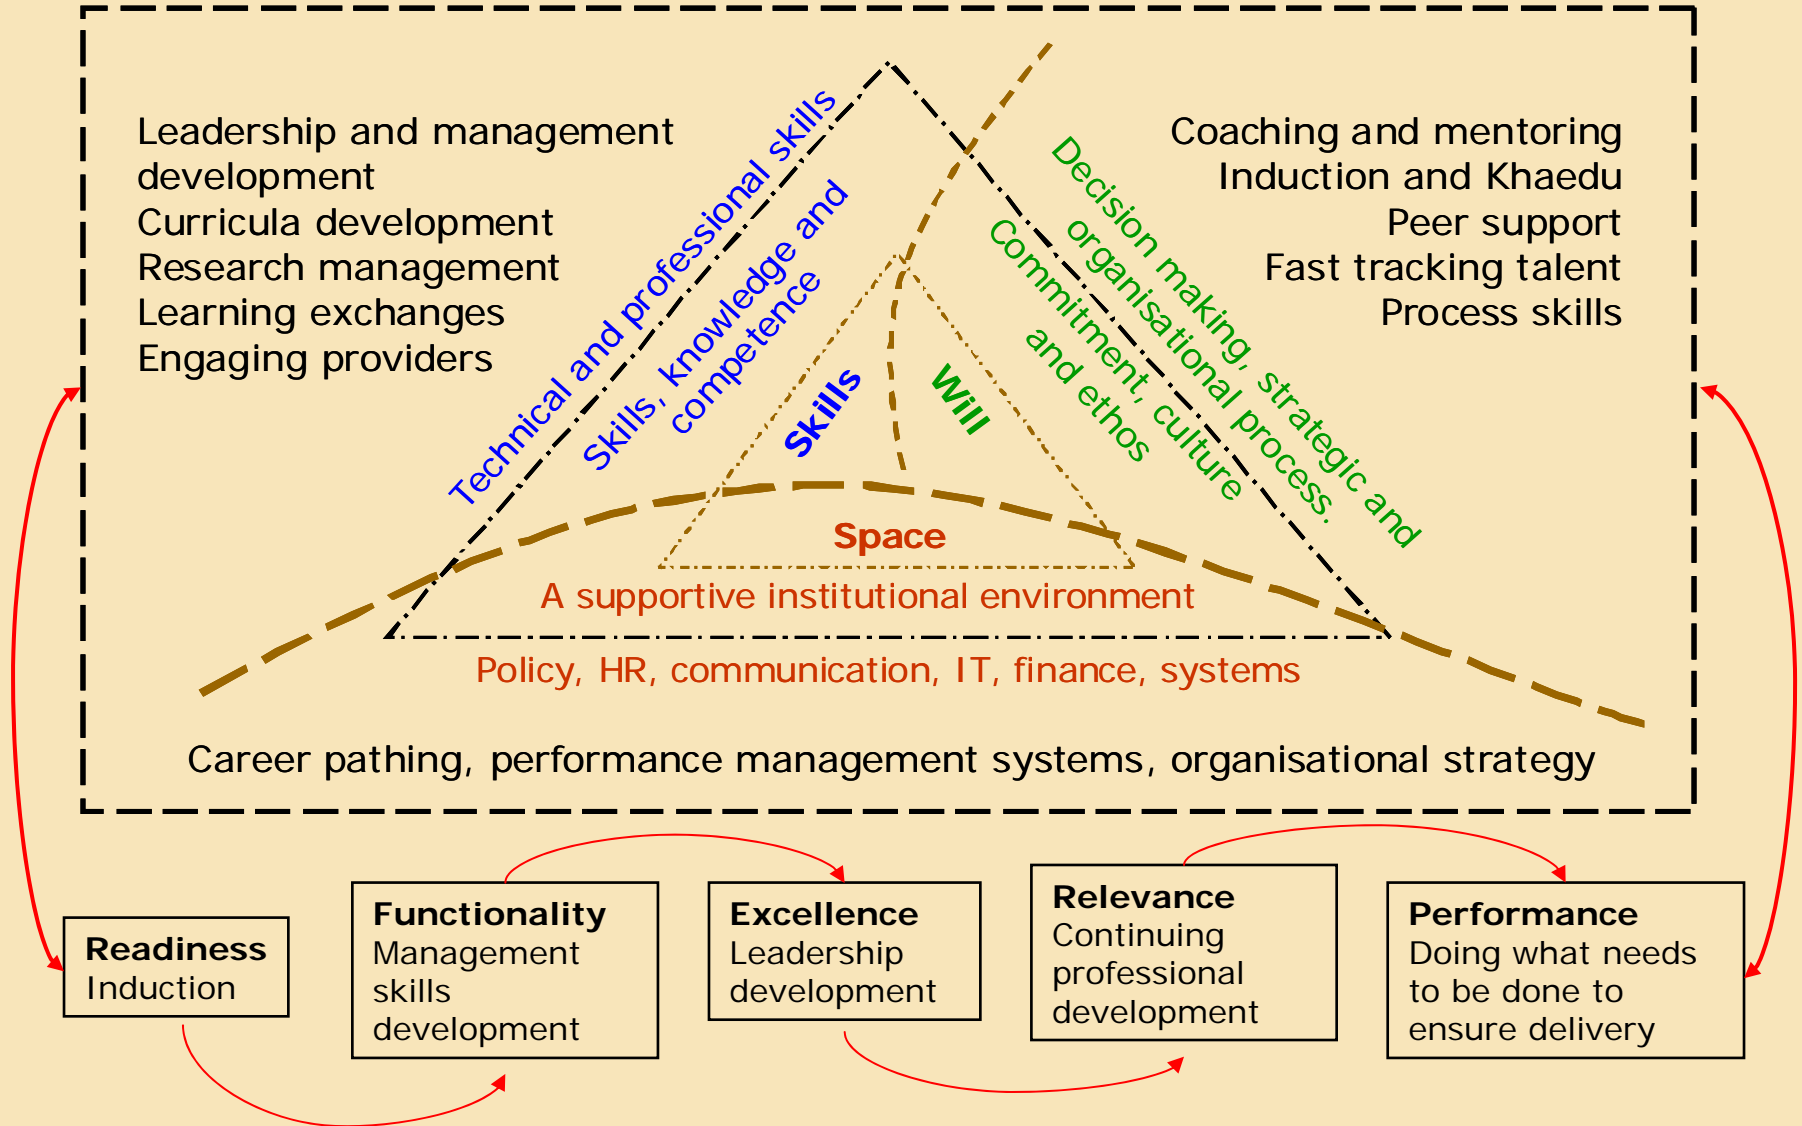 Leadership and management
development
Curricula development
Research management
Learning exchanges
Engaging providers
Technical and professional skills
Skills, knowledge and
competence
Skills
Will
Commitment, culture
and ethos
Decision making, strategic and
organisational process.
Coaching and mentoring
Induction and Khaedu
Peer support
Fast tracking talent
Process skills
Space
A supportive institutional environment
Policy, HR, communication, IT, finance, systems
Career pathing, performance management systems, organisational strategy
Readiness
Induction
Functionality
Management
skills
development
Excellence
Leadership
development
Relevance
Continuing
professional
development
Performance
Doing what needs
to be done to
ensure delivery